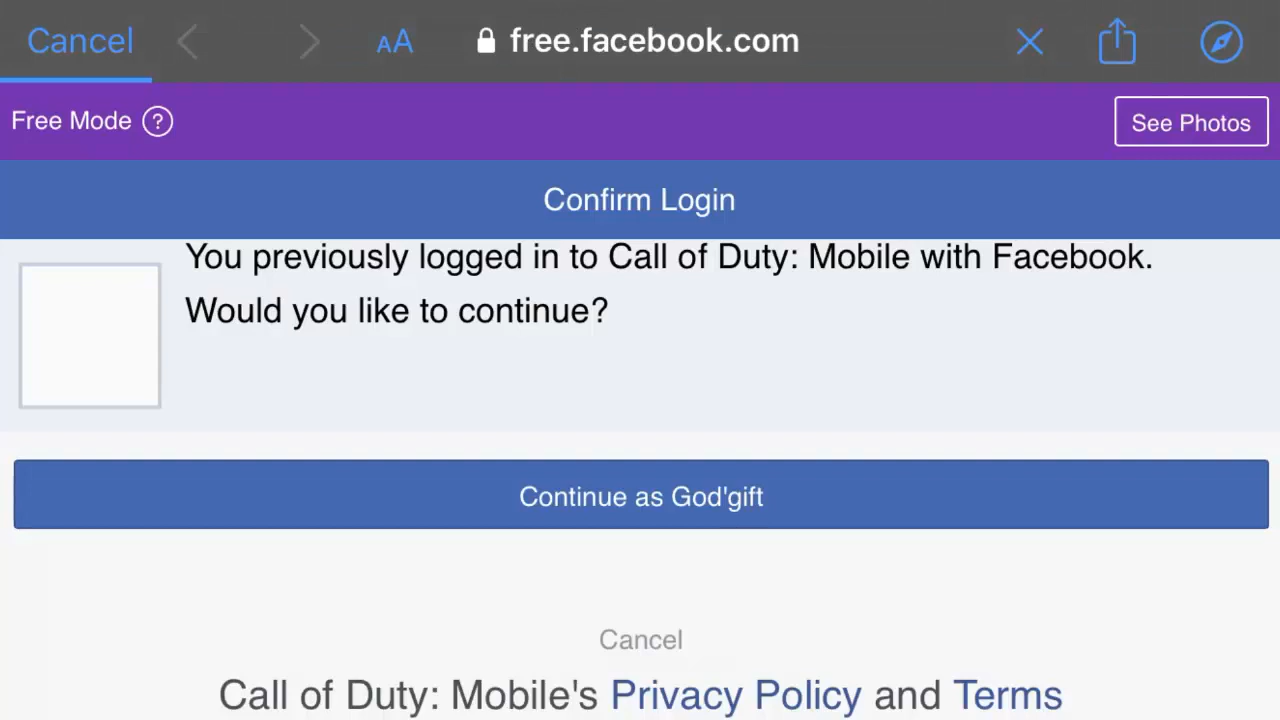 Cancel AA free.facebook.com
Free Mode ? See Photos
Confirm Login
You previously logged in to Call of Duty: Mobile with Facebook.
Would you like to continue?
Continue as God'gift
Cancel
Call of Duty: Mobile's Privacy Policy and Terms